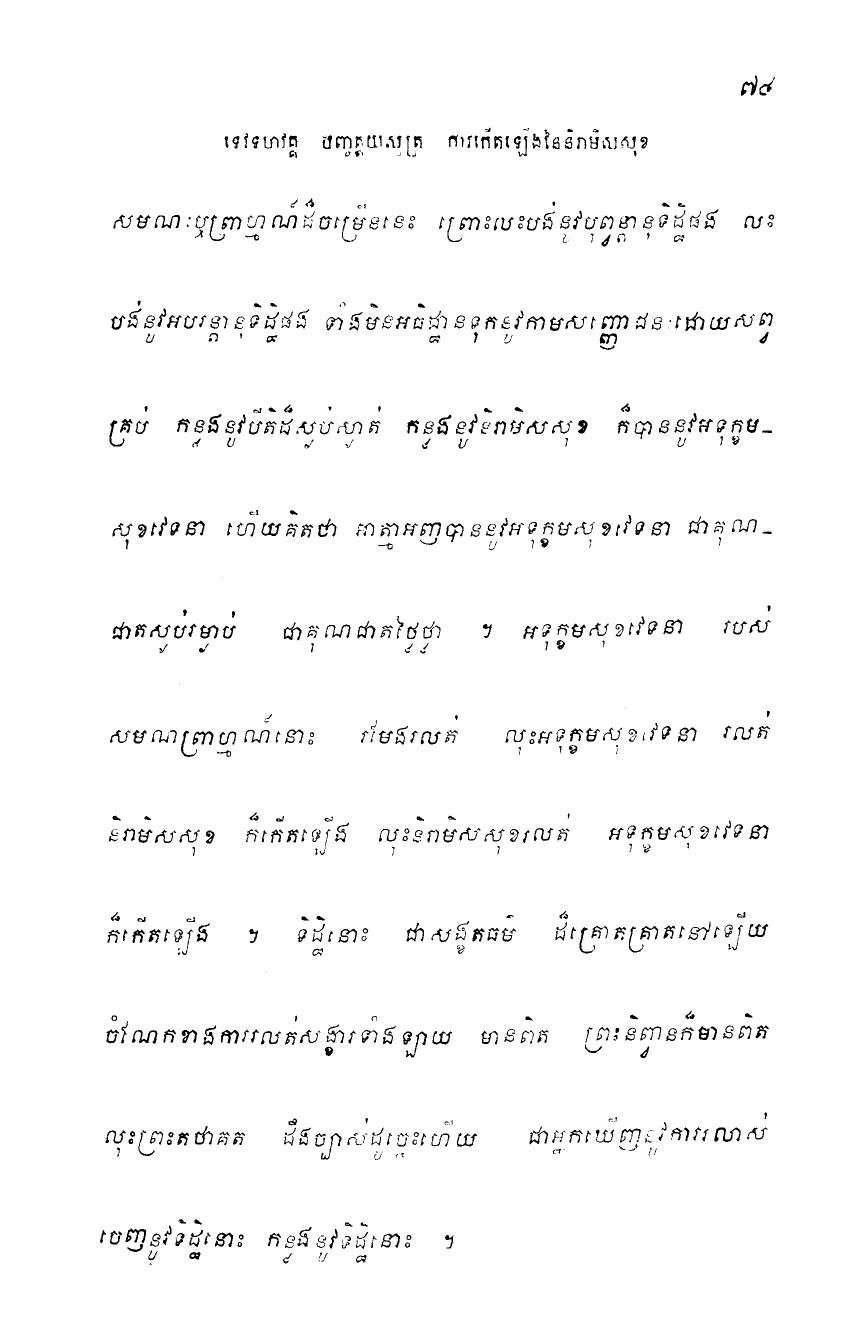 ៧៤
ទេវទហវគ្គ បញ្ចត្តយសូត្រ ការកើតឡើងនៃនិរាមិសសុខ
សមណៈឬព្រាហ្មណ៍ដ៏ចម្រើននេះ ព្រោះលះបង់នូវបុព្វន្តានុទិដ្ឋិផង លះ
បង់នូវអបរន្តានុទិដ្ឋិផង ទាំងមិនអធិដ្ឋានទុកនូវកាមសញ្ញោជនៈដោយសព្វ
គ្រប់ កន្លងនូវបីតិដ៏ស្ងប់ស្ងាត់ កន្លងនូវនិរាមិសសុខ ក៏បាននូវអទុក្ខម-
សុខវេទនា ហើយគិតថា អាត្មាអញបាននូវអទុក្ខមសុខវេទនា ជាគុណ-
ជាតស្ងប់រម្ងាប់ ជាគុណជាតថ្លៃថ្លា ។ អទុក្ខមសុខវេទនា របស់
សមណព្រាហ្មណ៍នោះ រមែងរលត់ លុះអទុក្ខមសុខវេទនា រលត់
និរាមិសសុខ ក៏កើតឡើង លុះនិរាមិសសុខរលត់ អទុក្ខមសុខវេទនា
ក៏កើតឡើង ។ ទិដ្ឋិនោះ ជាសង្ខតធម៌ ដ៏គ្រោតគ្រាតនៅឡើយ
ចំណែកខាងការរលត់សង្ខារទាំងឡាយ មានពិត ព្រះនិព្វានក៏មានពិត
លុះព្រះតថាគត ដឹងច្បាស់ដូច្នេះហើយ ជាអ្នកឃើញនូវការរលាស់
ចេញនូវទិដ្ឋិនោះ កន្លងនូវទិដ្ឋិនោះ ។